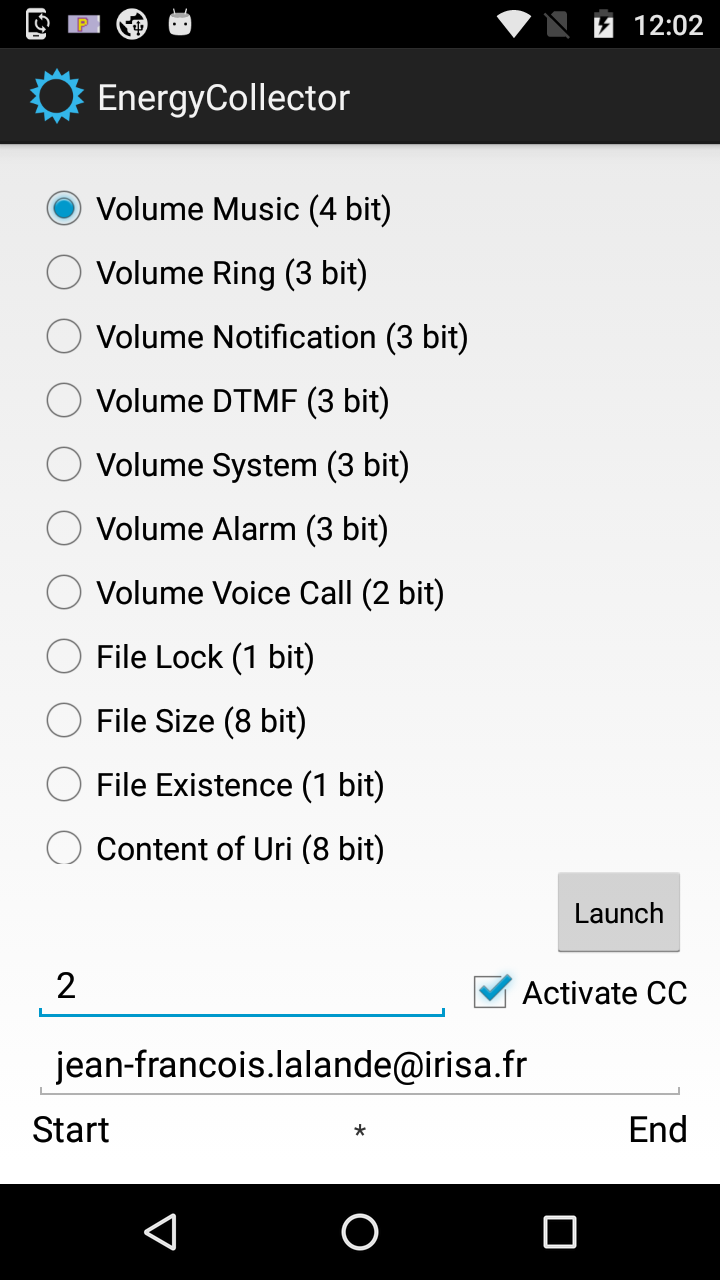 12:02
EnergyCollector
Volume Music (4 bit)
Volume Ring (3 bit)
Volume Notification (3 bit)
Volume DTMF (3 bit)
Volume System (3 bit)
Volume Alarm (3 bit)
Volume Voice Call (2 bit)
File Lock (1 bit)
File Size (8 bit)
File Existence (1 bit)
Content of Uri (8 bit)
Launch
2 Activate CC
jean-francois.lalande@irisa.fr
Start * End